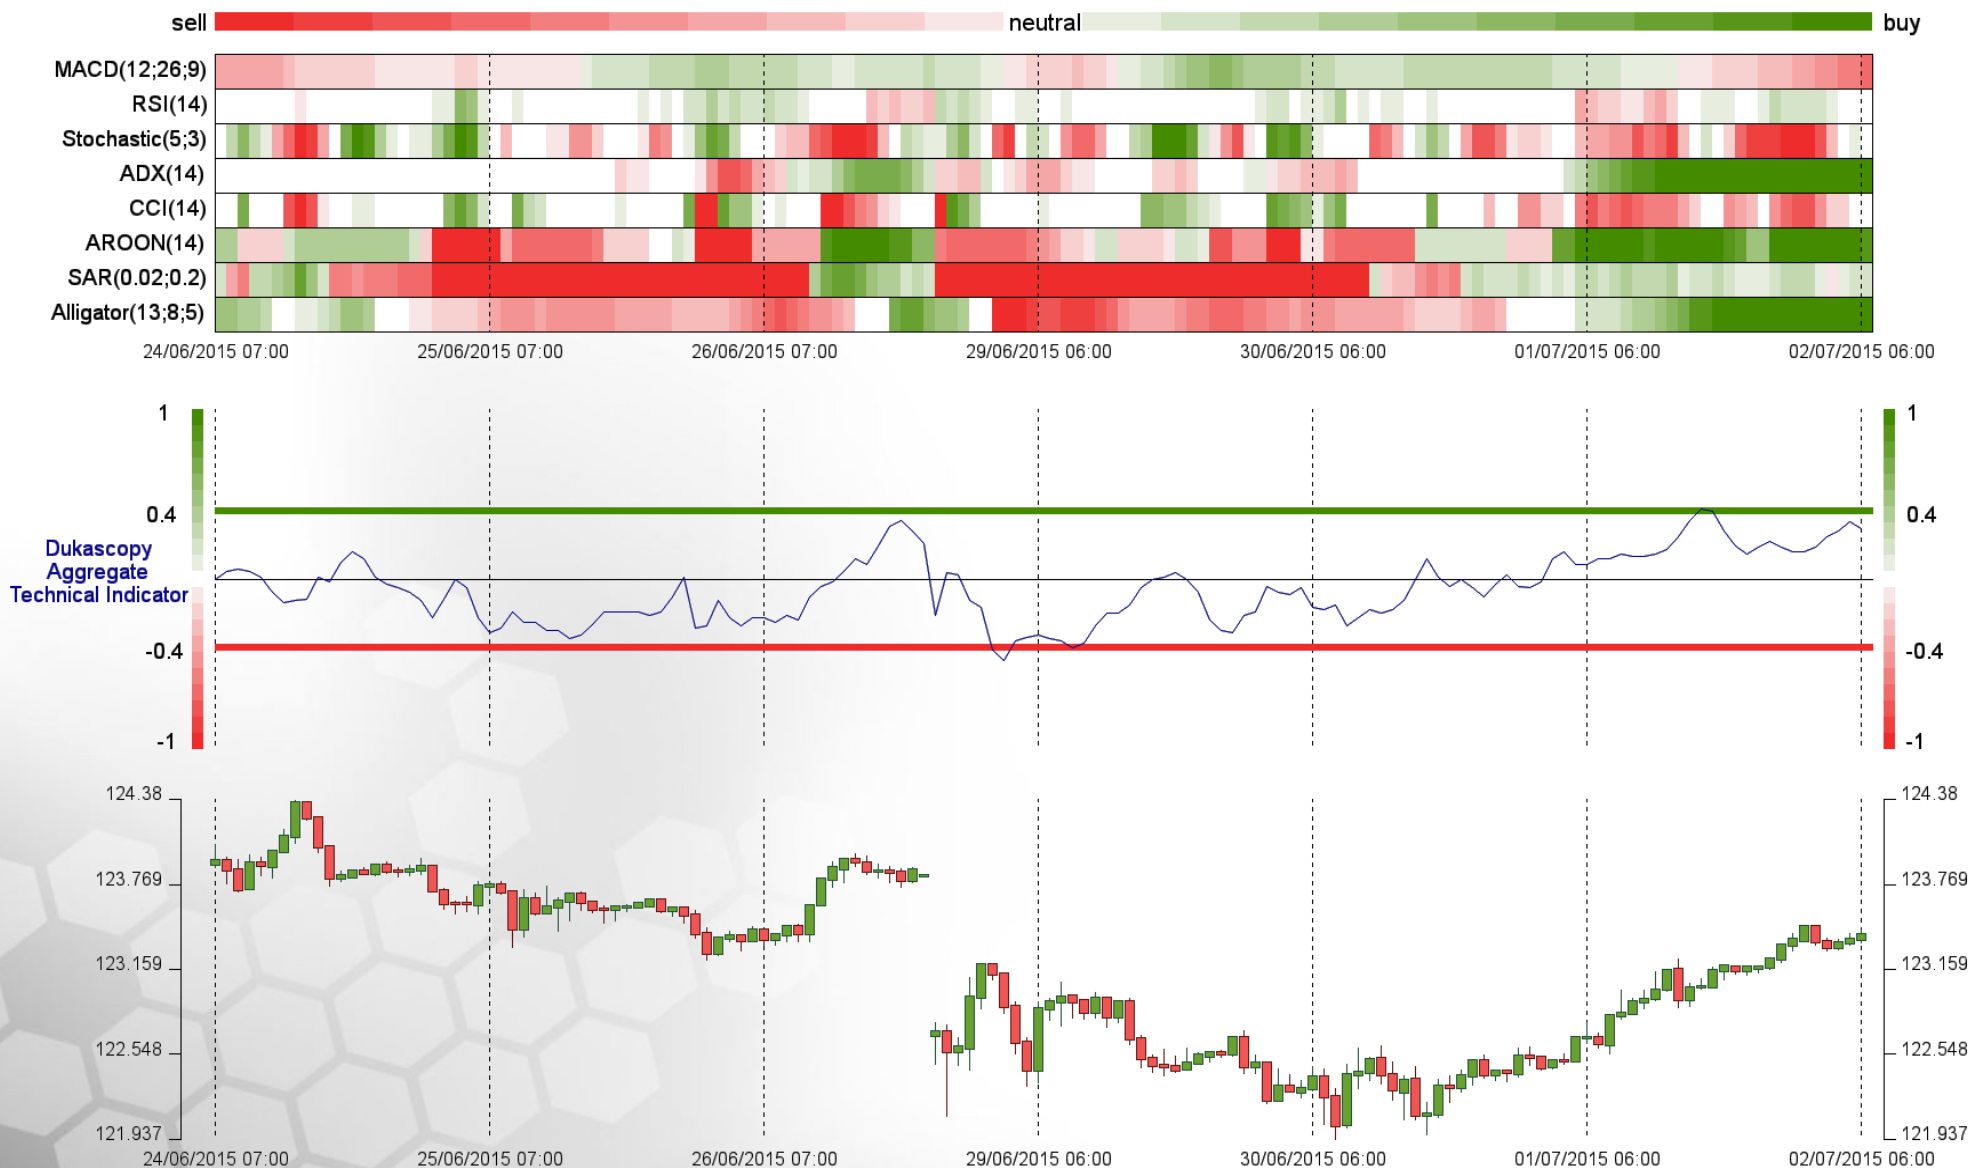 sell neutral buy
MACD(12;26;9)
RSI(14)
Stochastic(5;3)
ADX(14)
CCI(14)
AROON(14)
SAR(0.02;0.2)
Alligator(13;8;5)
24/06/2015 07:00 25/06/2015 07:00 26/06/2015 07:00 29/06/2015 06:00 30/06/2015 06:00 01/07/2015 06:00 02/07/2015 06:00
1 1
0.4 0.4
Dukascopy
Aggregate
Technical Indicator
-0.4 -0.4
-1 -1
124.38 124.38
123.769 123.769
123.159 123.159
122.548 122.548
121.937 121.937
24/06/2015 07:00 25/06/2015 07:00 26/06/2015 07:00 29/06/2015 06:00 30/06/2015 06:00 01/07/2015 06:00 02/07/2015 06:00